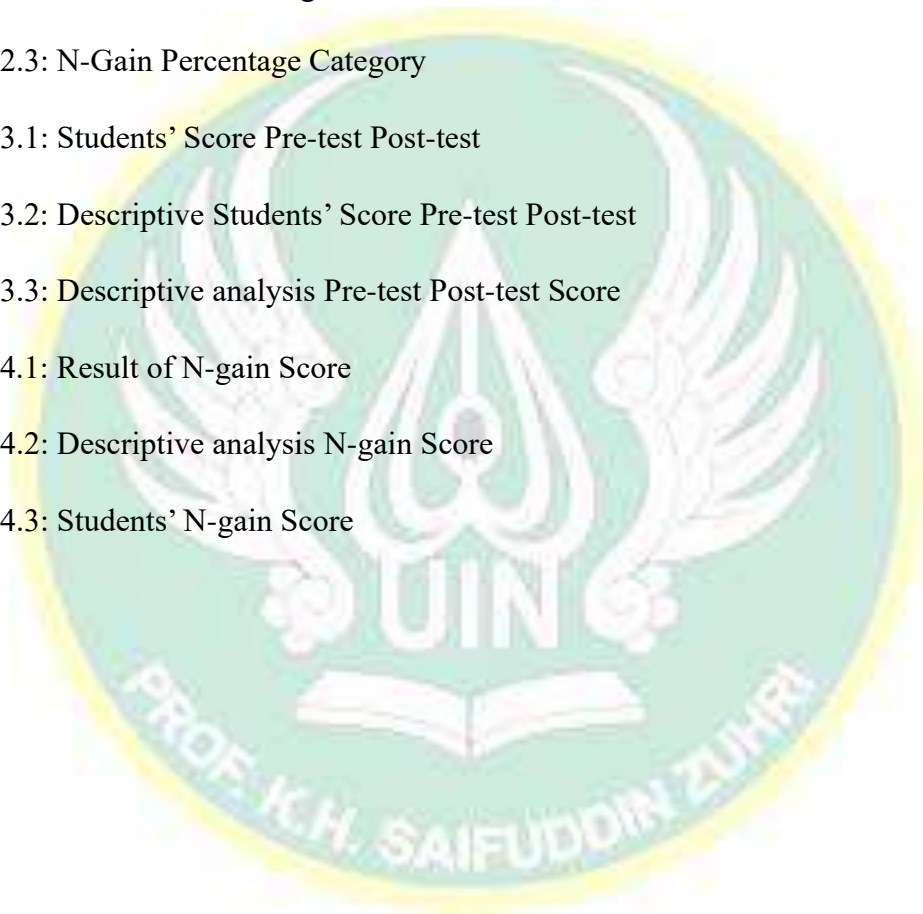 2.3: N-Gain Percentage Category
3.1: Students’ Score Pre-test Post-test
3.2: Descriptive Students’ Score Pre-test Post-test
3.3: Descriptive analysis Pre-test Post-test Score
4.1: Result of N-gain Score
4.2: Descriptive analysis N-gain Score
4.3: Students’ N-gain Score
UIN
PROF. K.H. SAIFUDDIN ZUHRI